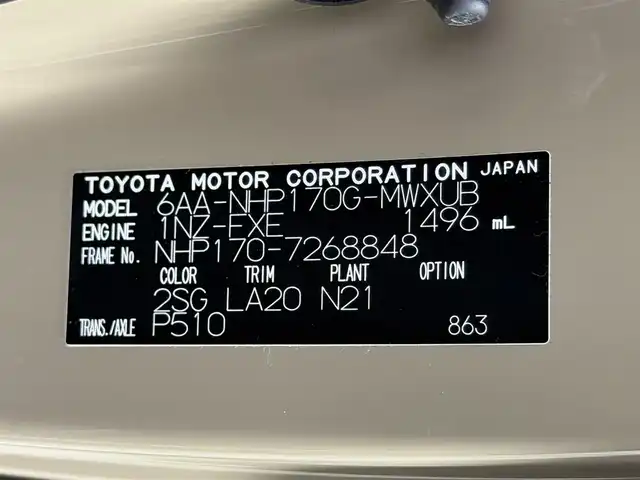 TOYOTA MOTOR CORPORATION JAPAN
MODEL 6AA-NHP170G-MWXUB
ENGINE 1NZ-FXE 1496 mL
FRAME No. NHP170-7268848
COLOR TRIM PLANT OPTION
2SG LA20 N21
TRANS./AXLE P510 863